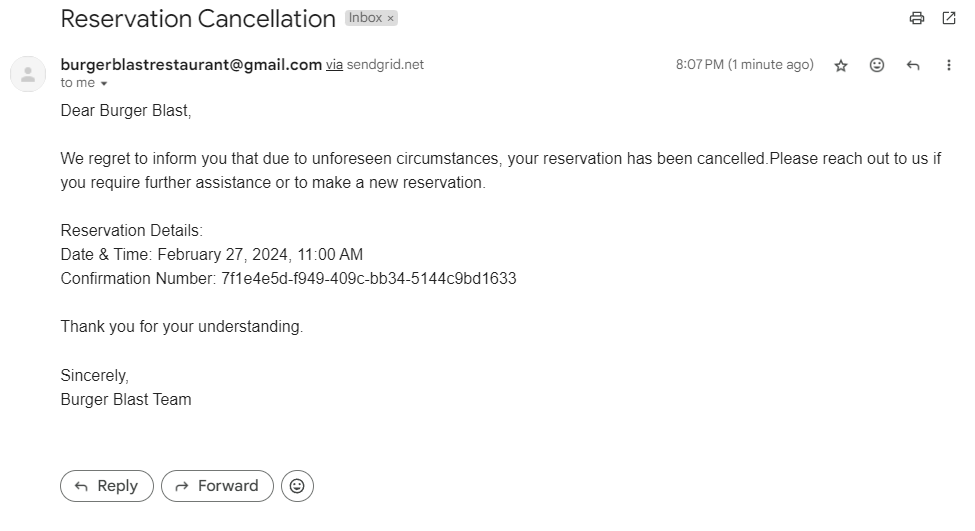 Reservation Cancellation Inbox ×
burgerblastrestaurant@gmail.com via sendgrid.net 8:07 PM (1 minute ago)
to me
Dear Burger Blast,
We regret to inform you that due to unforeseen circumstances, your reservation has been cancelled.Please reach out to us if
you require further assistance or to make a new reservation.
Reservation Details:
Date & Time: February 27, 2024, 11:00 AM
Confirmation Number: 7f1e4e5d-f949-409c-bb34-5144c9bd1633
Thank you for your understanding.
Sincerely,
Burger Blast Team
Reply Forward